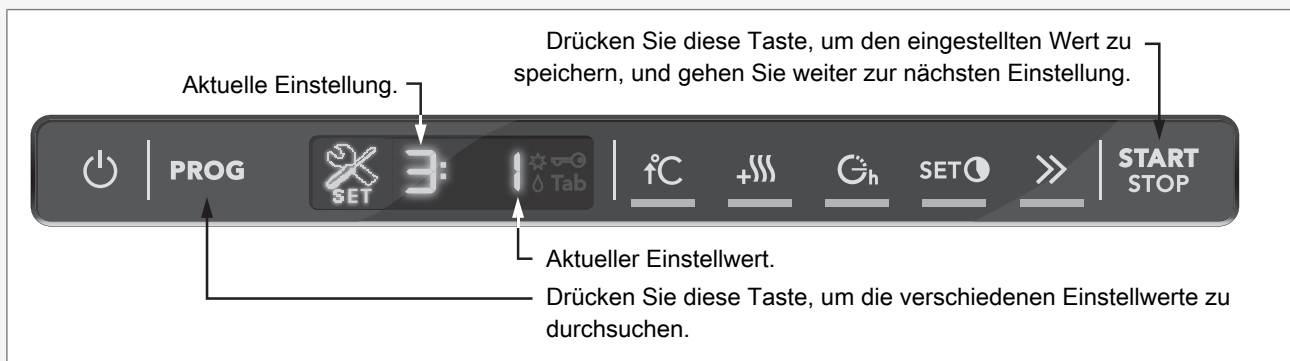 Drücken Sie diese Taste, um den eingestellten Wert zu
speichern, und gehen Sie weiter zur nächsten Einstellung.
Aktuelle Einstellung.
PROG
SET
3:
1
Tab
°C
+
h
SET
START
STOP
Aktueller Einstellwert.
Drücken Sie diese Taste, um die verschiedenen Einstellwerte zu
durchsuchen.